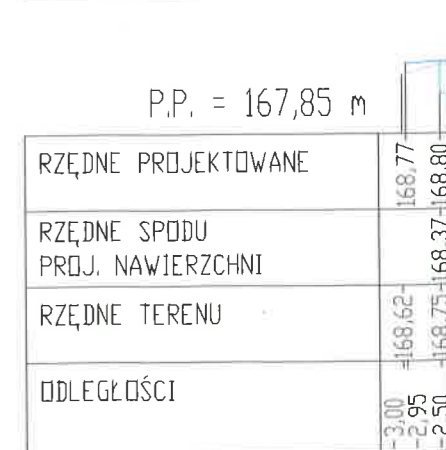 P.P. = 167,85 m
RZĘDNE PROJEKTOWANE
168,77
168,80
RZĘDNE SPODU
PROJ. NAWIERZCHNI
168,37
RZĘDNE TERENU
168,62
168,75
ODLEGŁOŚCI
-3,00
-2,95
-2,50